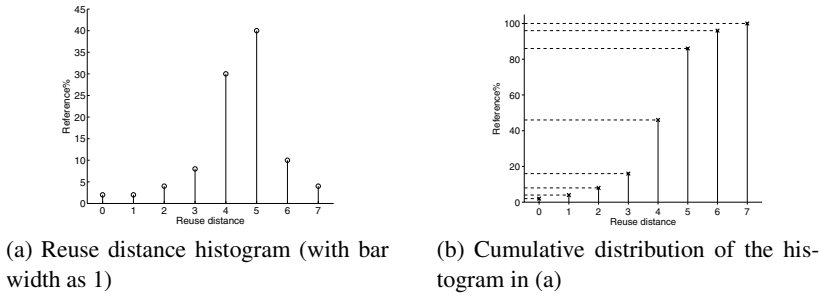 45
40
35
30
25
20
15
10
5
0
Reference%
0 1 2 3 4 5 6 7
Reuse distance
(a) Reuse distance histogram (with bar
width as 1)
100
80
60
40
20
0
Reference%
0 1 2 3 4 5 6 7
Reuse distance
(b) Cumulative distribution of the his-
togram in (a)